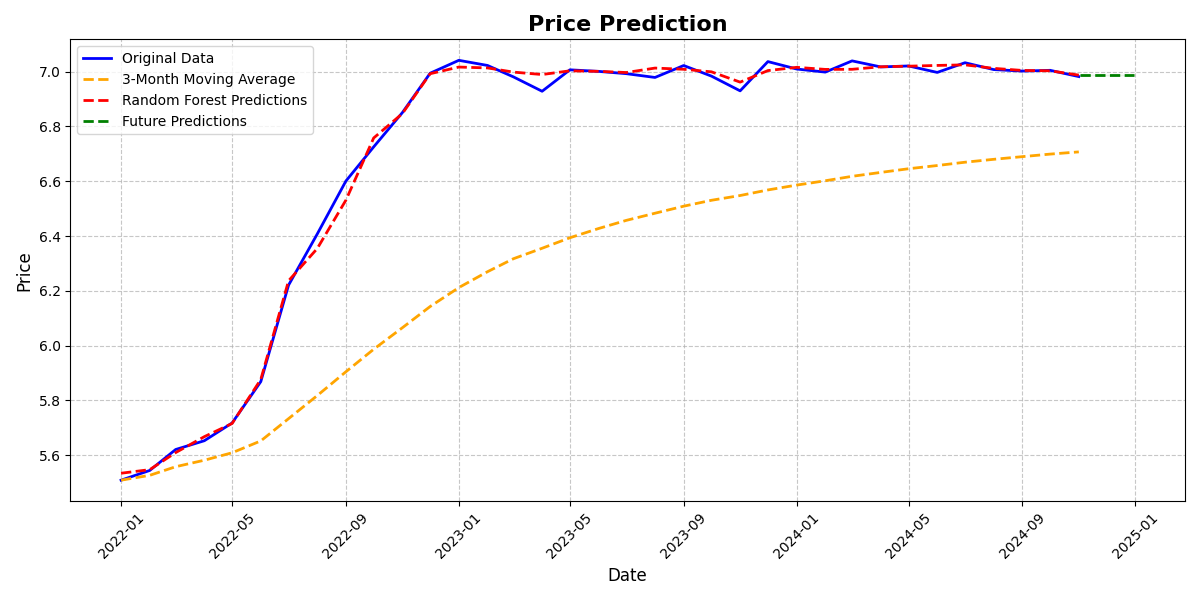 Price Prediction
Original Data
3-Month Moving Average
Random Forest Predictions
Future Predictions
Price
7.0
6.8
6.6
6.4
6.2
6.0
5.8
5.6
2022-01
2022-05
2022-09
2023-01
2023-05
2023-09
2024-01
2024-05
2024-09
2025-01
Date